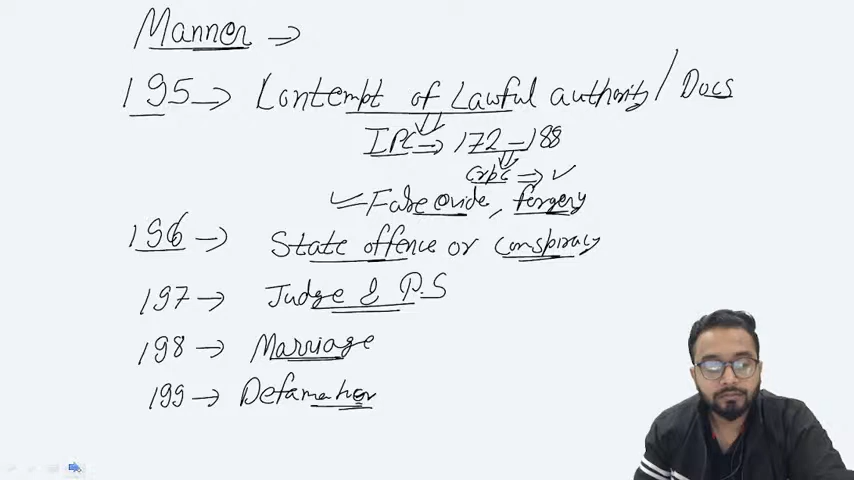 Manner →
195 → Contempt of Lawful authority / Docs
IPC ⇒ 172 - 188
CrPC ⇒ ✓
✓ False evide, forgery
196 → State offence or conspiracy
197 → Judge & P.S
198 → Marriage
199 → Defamation